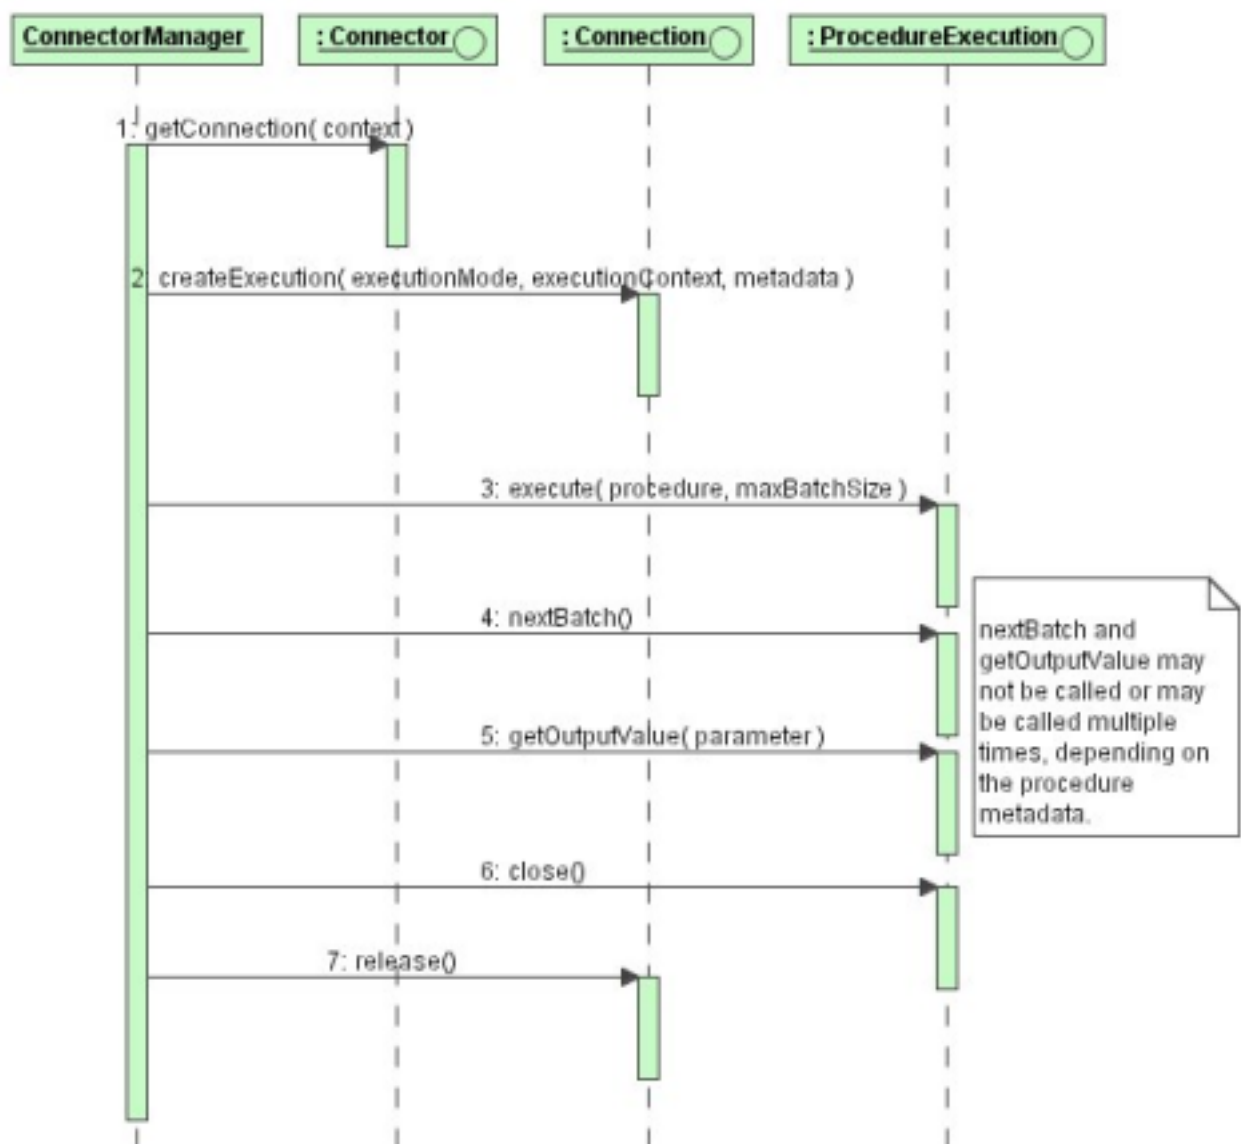 ConnectorManager
: Connector
: Connection
: ProcedureExecution
1: getConnection( context )
2: createExecution( executionMode, executionContext, metadata )
3: execute( procedure, maxBatchSize )
4: nextBatch()
nextBatch and
getOutputValue may
not be called or may
be called multiple
times, depending on
the procedure
metadata.
5: getOutputValue( parameter )
6: close()
7: release()